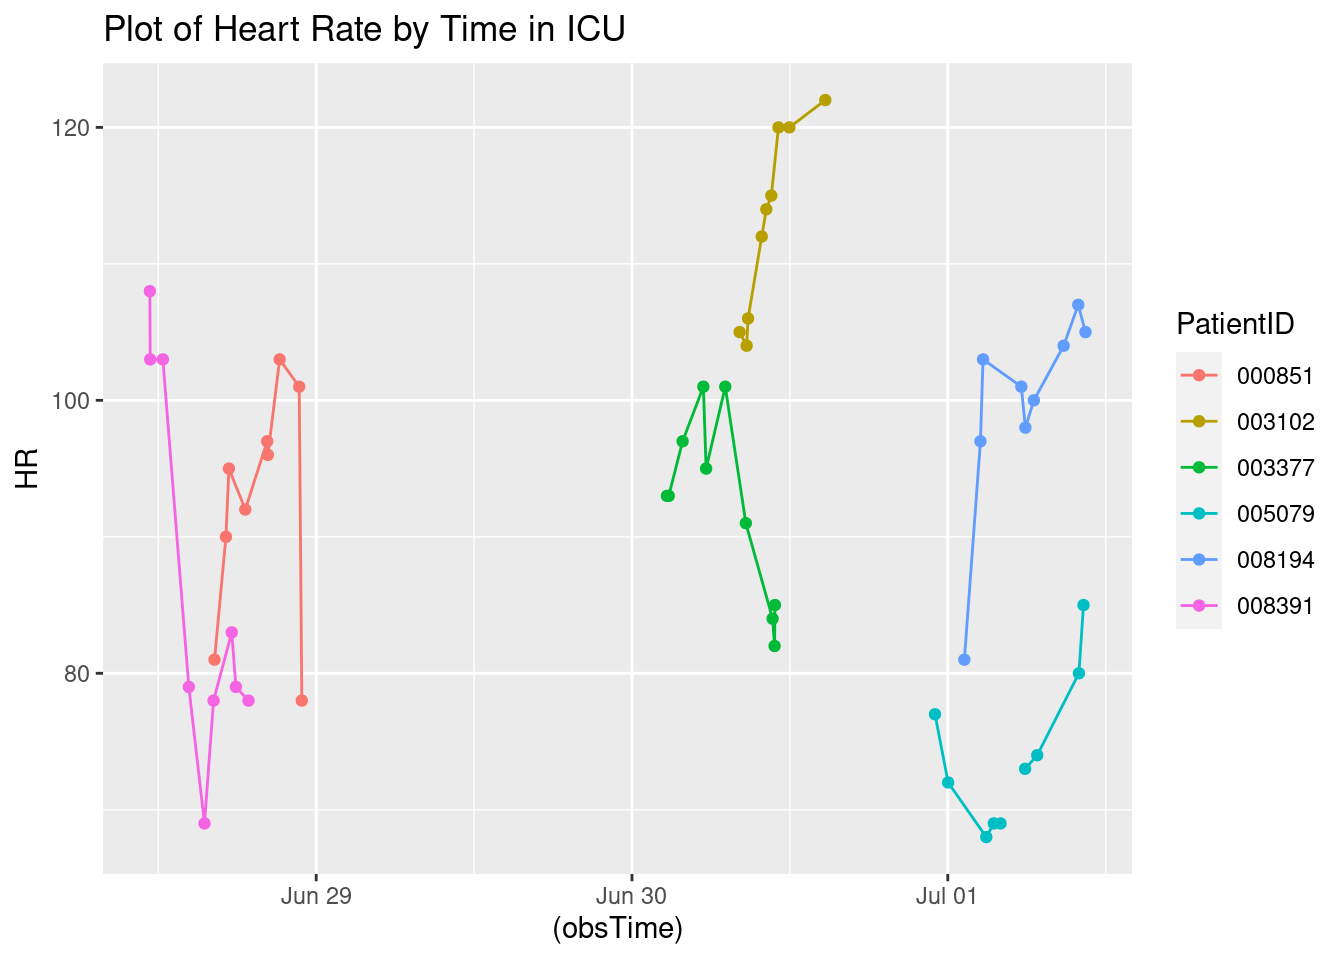 Plot of Heart Rate by Time in ICU
120
100
80
HR
Jun 29
Jun 30
Jul 01
(obsTime)
PatientID
000851
003102
003377
005079
008194
008391